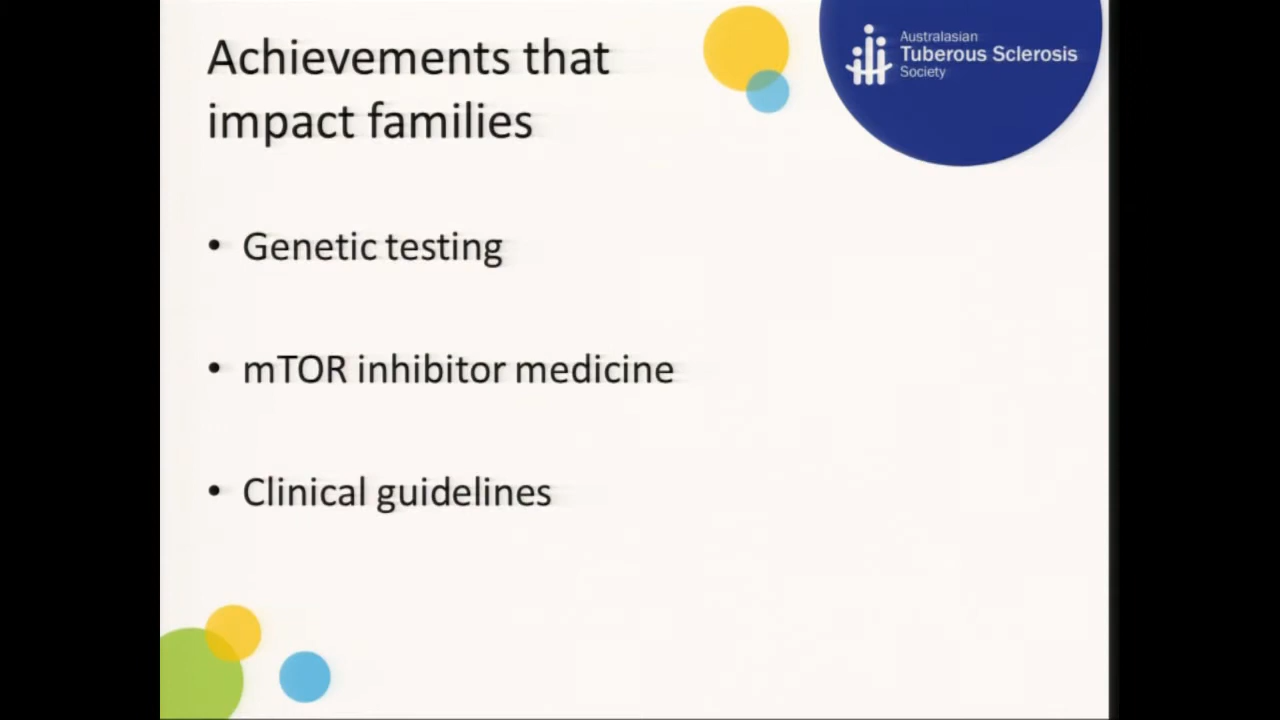 Achievements that
impact families
Australasian
Tuberous Sclerosis
Society
• Genetic testing
• mTOR inhibitor medicine
• Clinical guidelines